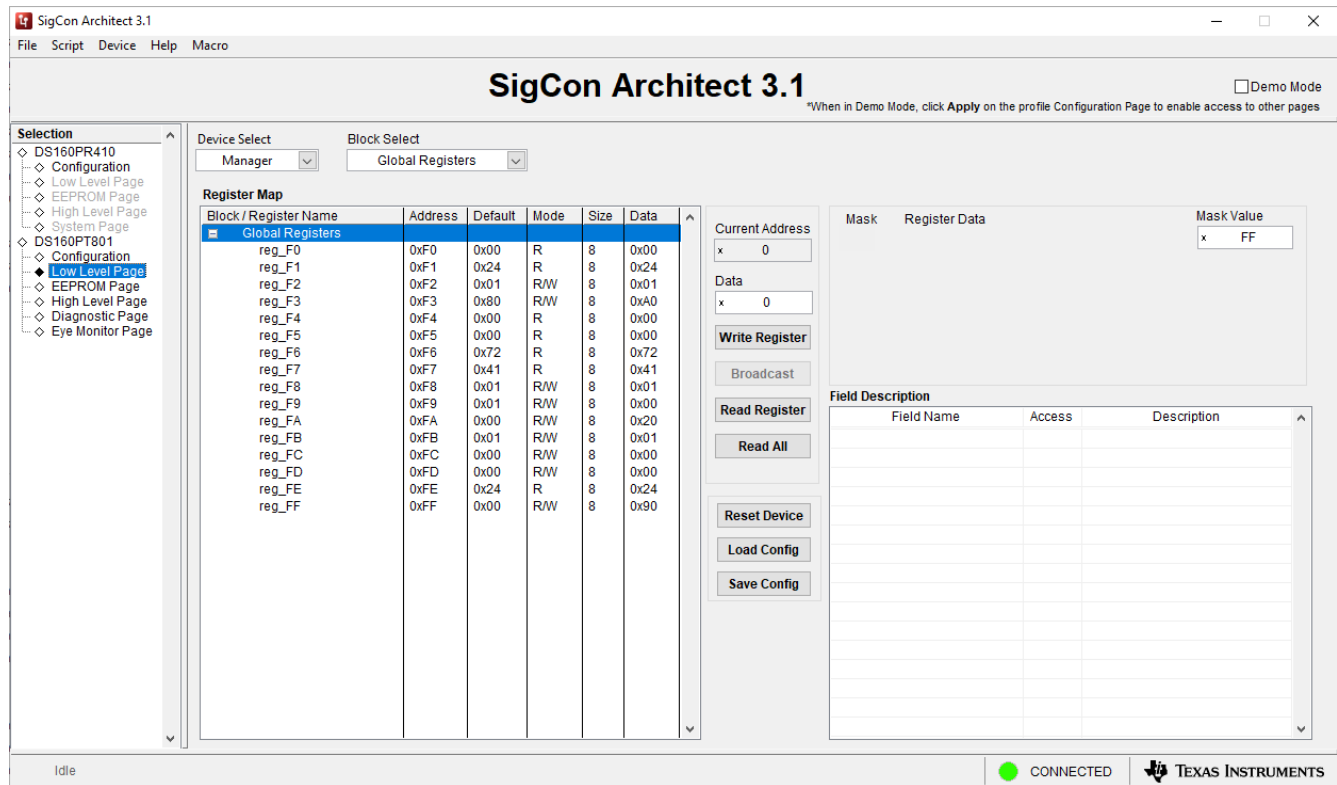 SigCon Architect 3.1
File Script Device Help Macro
SigCon Architect 3.1
Demo Mode
*When in Demo Mode, click Apply on the profile Configuration Page to enable access to other pages
Selection
DS160PR410
Configuration
Low Level Page
EEPROM Page
High Level Page
System Page
DS160PT801
Configuration
Low Level Page
EEPROM Page
High Level Page
Diagnostic Page
Eye Monitor Page
Device Select Block Select
Manager Global Registers
Register Map
Block / Register Name Address Default Mode Size Data
Global Registers
reg_F0 0xF0 0x00 R 8 0x00
reg_F1 0xF1 0x24 R 8 0x24
reg_F2 0xF2 0x01 R/W 8 0x01
reg_F3 0xF3 0x80 R/W 8 0xA0
reg_F4 0xF4 0x00 R 8 0x00
reg_F5 0xF5 0x00 R 8 0x00
reg_F6 0xF6 0x72 R 8 0x72
reg_F7 0xF7 0x41 R 8 0x41
reg_F8 0xF8 0x01 R/W 8 0x01
reg_F9 0xF9 0x01 R/W 8 0x00
reg_FA 0xFA 0x00 R/W 8 0x20
reg_FB 0xFB 0x01 R/W 8 0x01
reg_FC 0xFC 0x00 R/W 8 0x00
reg_FD 0xFD 0x00 R/W 8 0x00
reg_FE 0xFE 0x24 R 8 0x24
reg_FF 0xFF 0x00 R/W 8 0x90
Current Address
x 0
Data
x 0
Write Register
Broadcast
Read Register
Read All
Reset Device
Load Config
Save Config
Mask Register Data Mask Value
x FF
Field Description
Field Name Access Description
Idle CONNECTED TEXAS INSTRUMENTS